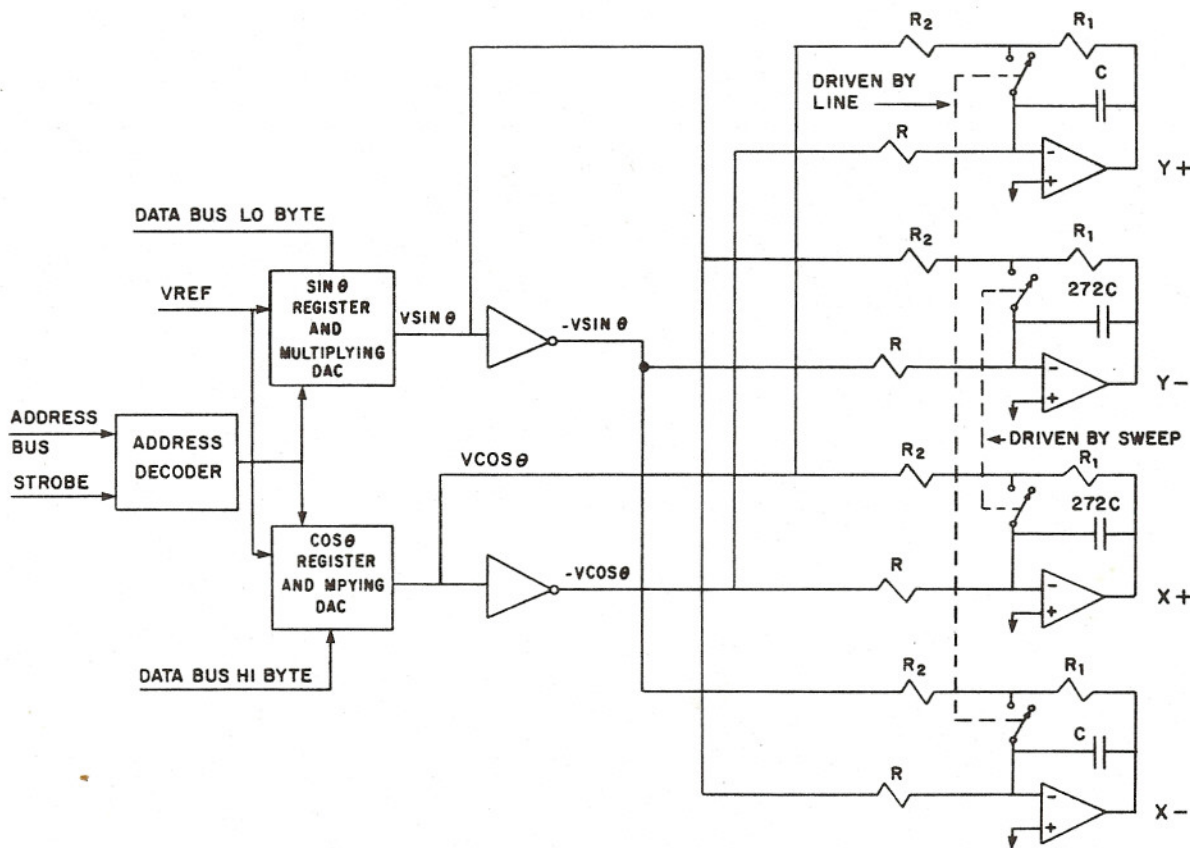 R2
R1
DRIVEN BY
LINE
C
R
Y+
DATA BUS LO BYTE
VREF
SIN θ
REGISTER
AND
MULTIPLYING
DAC
VSIN θ
-VSIN θ
R2
R1
272C
R
Y-
DRIVEN BY SWEEP
ADDRESS
BUS
STROBE
ADDRESS
DECODER
VCOS θ
R2
R1
272C
COS θ
REGISTER
AND MPYING
DAC
-VCOS θ
R
X+
DATA BUS HI BYTE
R2
R1
C
R
X-